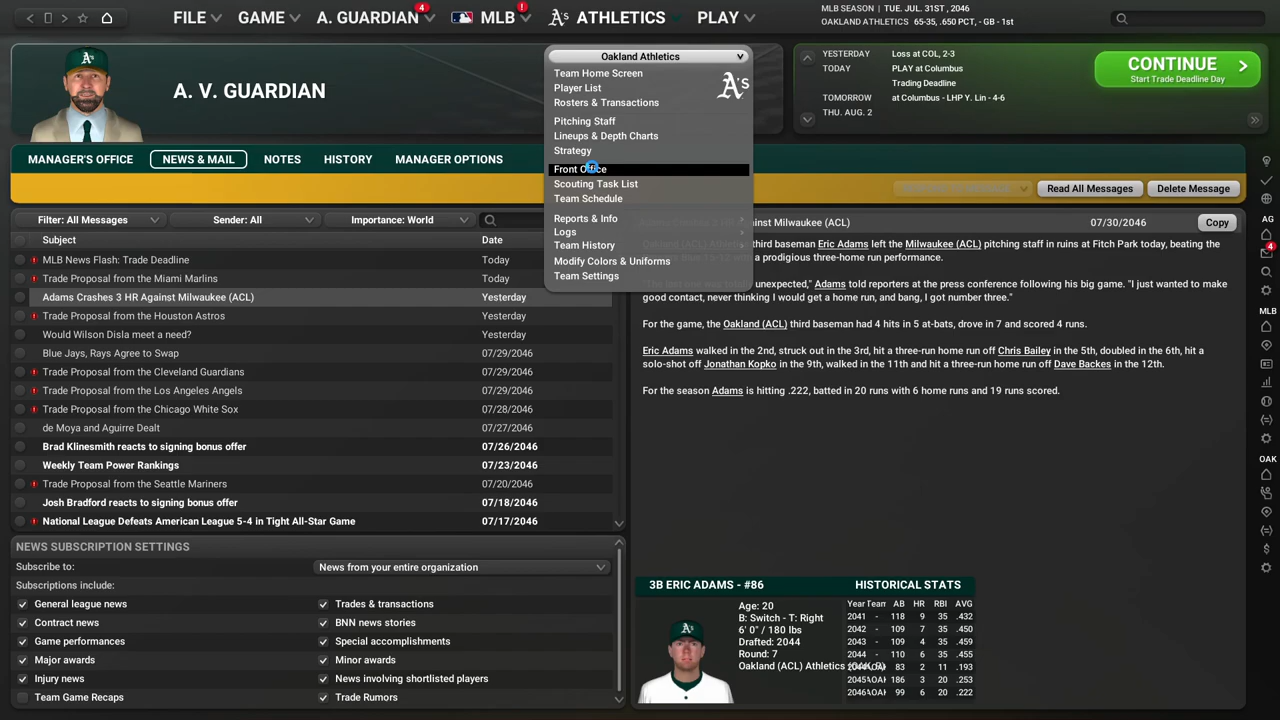 FILE
GAME
A. GUARDIAN
4
MLB
!
A's
ATHLETICS
PLAY
MLB SEASON | TUE. JUL. 31ST , 2046
OAKLAND ATHLETICS 65-35, .650 PCT, - GB - 1st
A. V. GUARDIAN
Oakland Athletics
Team Home Screen
Player List
A's
Rosters & Transactions
Pitching Staff
Lineups & Depth Charts
Strategy
Front Office
Scouting Task List
Team Schedule
Reports & Info
Logs
Team History
Modify Colors & Uniforms
Team Settings
YESTERDAY Loss at COL, 2-3
TODAY PLAY at Columbus
Trading Deadline
TOMORROW at Columbus - LHP Y. Lin - 4-6
THU. AUG. 2
CONTINUE
Start Trade Deadline Day
MANAGER'S OFFICE
NEWS & MAIL
NOTES
HISTORY
MANAGER OPTIONS
Read All Messages
Delete Message
Filter: All Messages
Sender: All
Importance: World
Subject Date
MLB News Flash: Trade Deadline Today
Trade Proposal from the Miami Marlins Today
Adams Crashes 3 HR Against Milwaukee (ACL) Yesterday
Trade Proposal from the Houston Astros Yesterday
Would Wilson Disla meet a need? Yesterday
Blue Jays, Rays Agree to Swap 07/29/2046
Trade Proposal from the Cleveland Guardians 07/29/2046
Trade Proposal from the Los Angeles Angels 07/29/2046
Trade Proposal from the Chicago White Sox 07/28/2046
de Moya and Aguirre Dealt 07/27/2046
Brad Klinesmith reacts to signing bonus offer 07/26/2046
Weekly Team Power Rankings 07/23/2046
Trade Proposal from the Seattle Mariners 07/20/2046
Josh Bradford reacts to signing bonus offer 07/18/2046
National League Defeats American League 5-4 in Tight All-Star Game 07/17/2046
NEWS SUBSCRIPTION SETTINGS
Subscribe to: News from your entire organization
Subscriptions include:
General league news Trades & transactions
Contract news BNN news stories
Game performances Special accomplishments
Major awards Minor awards
Injury news News involving shortlisted players
Team Game Recaps Trade Rumors
Against Milwaukee (ACL) 07/30/2046 Copy
third baseman Eric Adams left the Milwaukee (ACL) pitching staff in ruins at Fitch Park today, beating the
a prodigious three-home run performance.
unexpected," Adams told reporters at the press conference following his big game. "I just wanted to make
good contact, never thinking I would get a home run, and bang, I got number three."
For the game, the Oakland (ACL) third baseman had 4 hits in 5 at-bats, drove in 7 and scored 4 runs.
Eric Adams walked in the 2nd, struck out in the 3rd, hit a three-run home run off Chris Bailey in the 5th, doubled in the 6th, hit a
solo-shot off Jonathan Kopko in the 9th, walked in the 11th and hit a three-run home run off Dave Backes in the 12th.
For the season Adams is hitting .222, batted in 20 runs with 6 home runs and 19 runs scored.
3B ERIC ADAMS - #86
Age: 20
B: Switch - T: Right
6' 0" / 180 lbs
Drafted: 2044
Round: 7
Oakland (ACL) Athletics
HISTORICAL STATS
Year Team AB HR RBI AVG
2041 - 118 9 35 .432
2042 - 109 7 35 .450
2043 - 109 4 35 .459
2044 - 110 6 35 .455
83 2 11 .193
186 3 20 .253
99 6 20 .222
AG
4
MLB
OAK